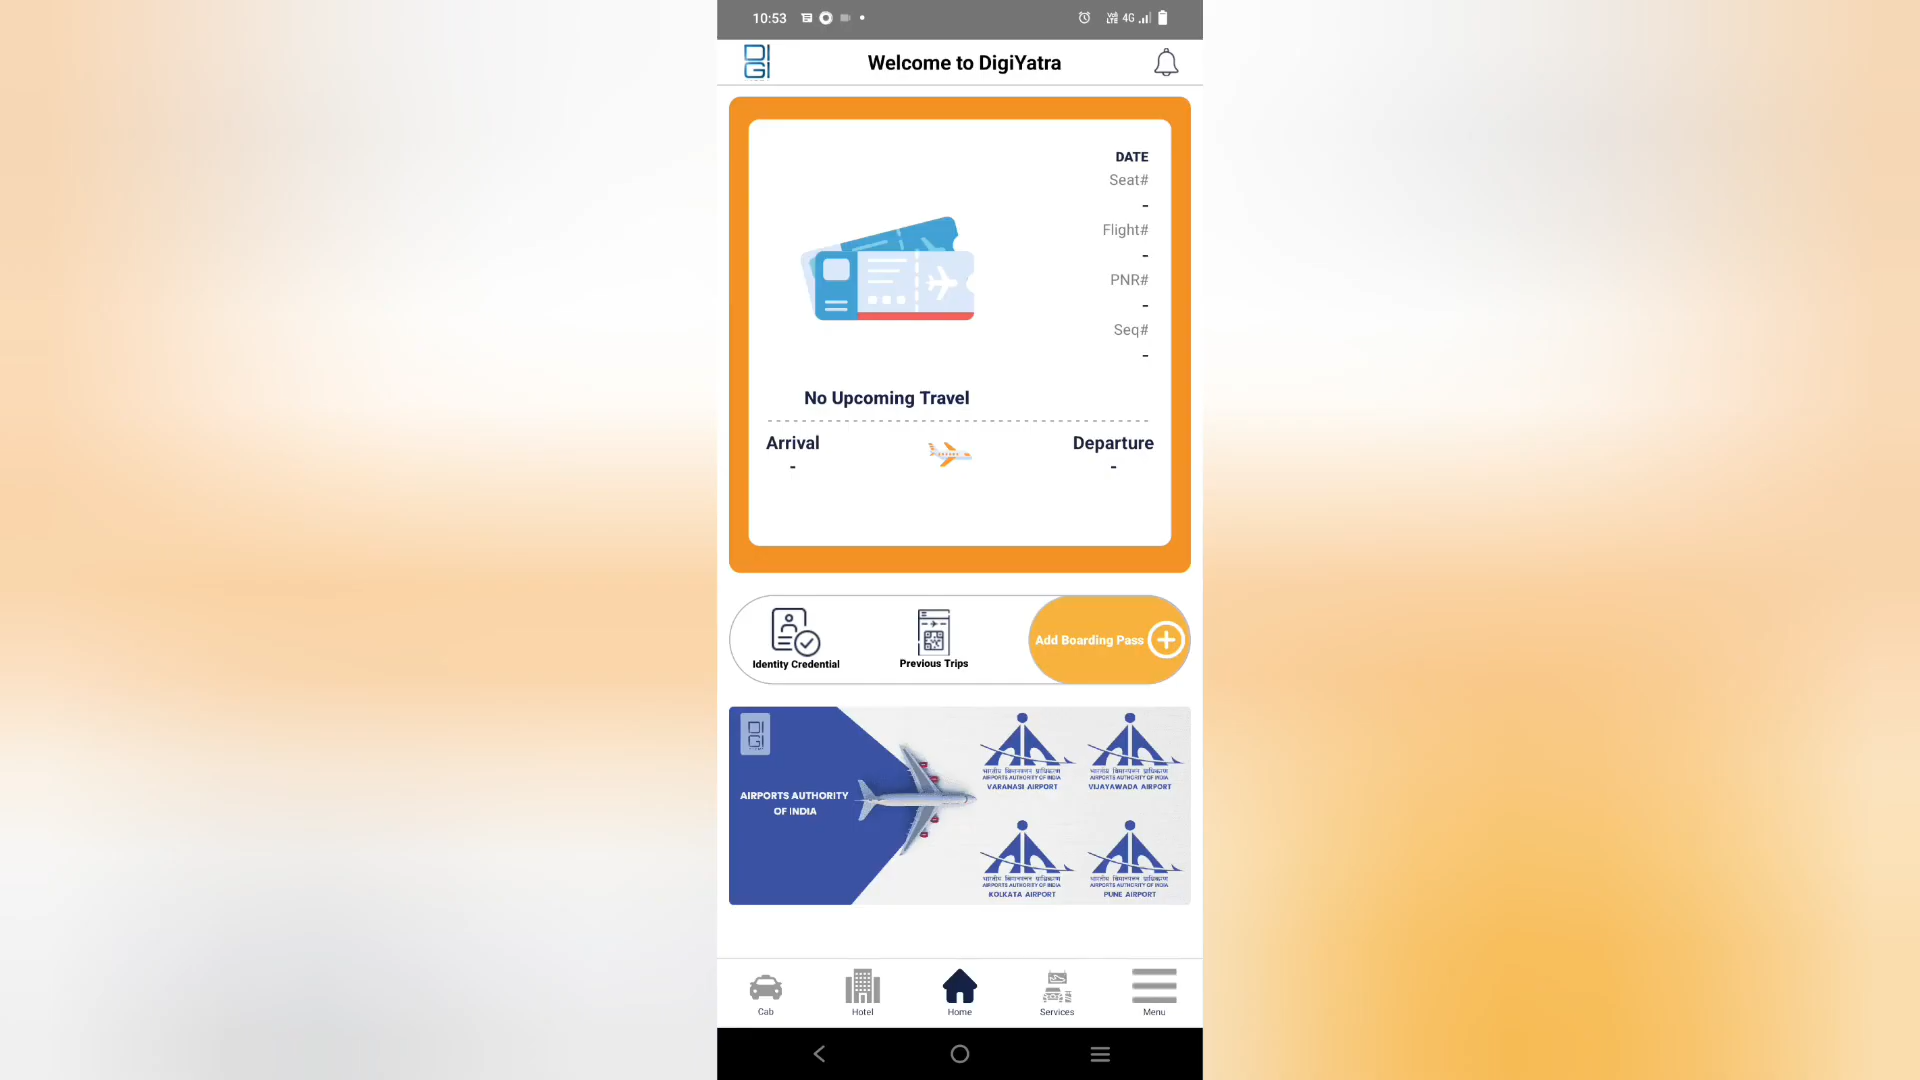 10:53
4G
Welcome to DigiYatra
DATE
Seat#
-
Flight#
-
PNR#
-
Seq#
-
No Upcoming Travel
Arrival
Departure
-
-
Identity Credential
Previous Trips
Add Boarding Pass
DIGI
AIRPORTS AUTHORITY
OF INDIA
भारतीय विमानपत्तन प्राधिकरण
AIRPORTS AUTHORITY OF INDIA
VARANASI AIRPORT
भारतीय विमानपत्तन प्राधिकरण
AIRPORTS AUTHORITY OF INDIA
VIJAYAWADA AIRPORT
भारतीय विमानपत्तन प्राधिकरण
AIRPORTS AUTHORITY OF INDIA
KOLKATA AIRPORT
भारतीय विमानपत्तन प्राधिकरण
AIRPORTS AUTHORITY OF INDIA
PUNE AIRPORT
Cab
Hotel
Home
Services
Menu